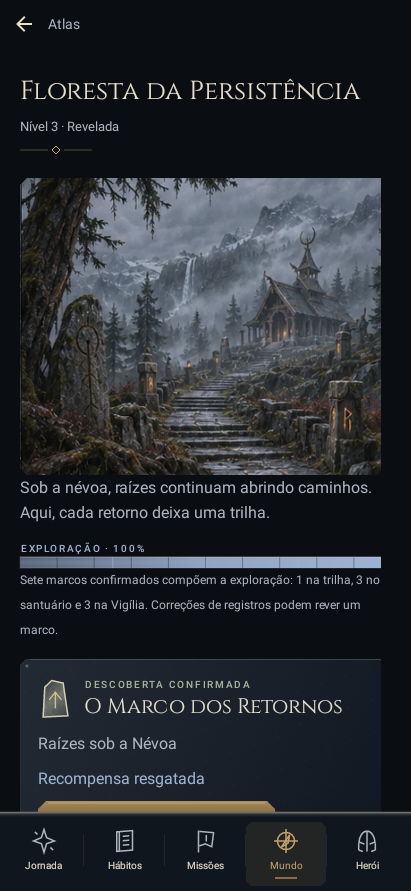 Atlas
Floresta da Persistência
Nível 3 · Revelada
Sob a névoa, raízes continuam abrindo caminhos.
Aqui, cada retorno deixa uma trilha.
EXPLORAÇÃO · 100%
Sete marcos confirmados compõem a exploração: 1 na trilha, 3 no
santuário e 3 na Vigília. Correções de registros podem rever um
marco.
DESCOBERTA CONFIRMADA
O Marco dos Retornos
Raízes sob a Névoa
Recompensa resgatada
Jornada
Hábitos
Missões
Mundo
Herói